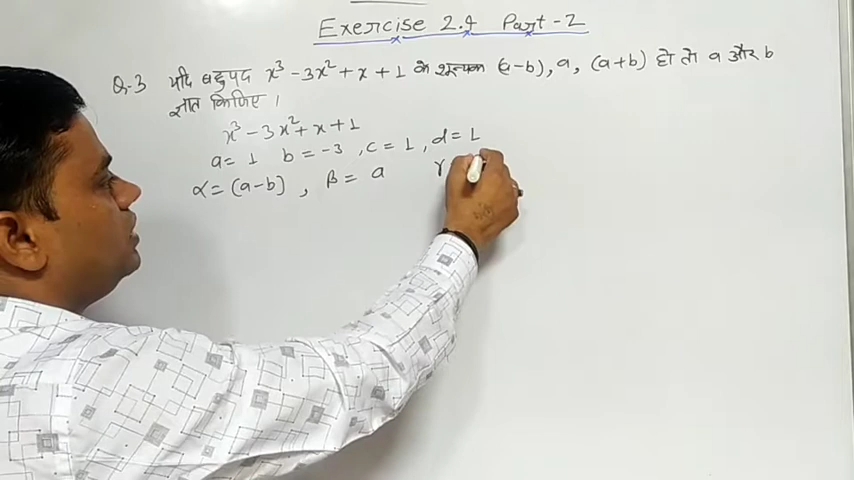 Exercise 2.4 Part-2
Q-3 यदि बहुपद x³ - 3x² + x + 1 के शून्यक (a-b), a, (a+b) हो तो a और b
ज्ञात किजिए ।
x³ - 3x² + x + 1
a = 1 b = -3 , c = 1 , d = 1
α = (a-b) , β = a γ